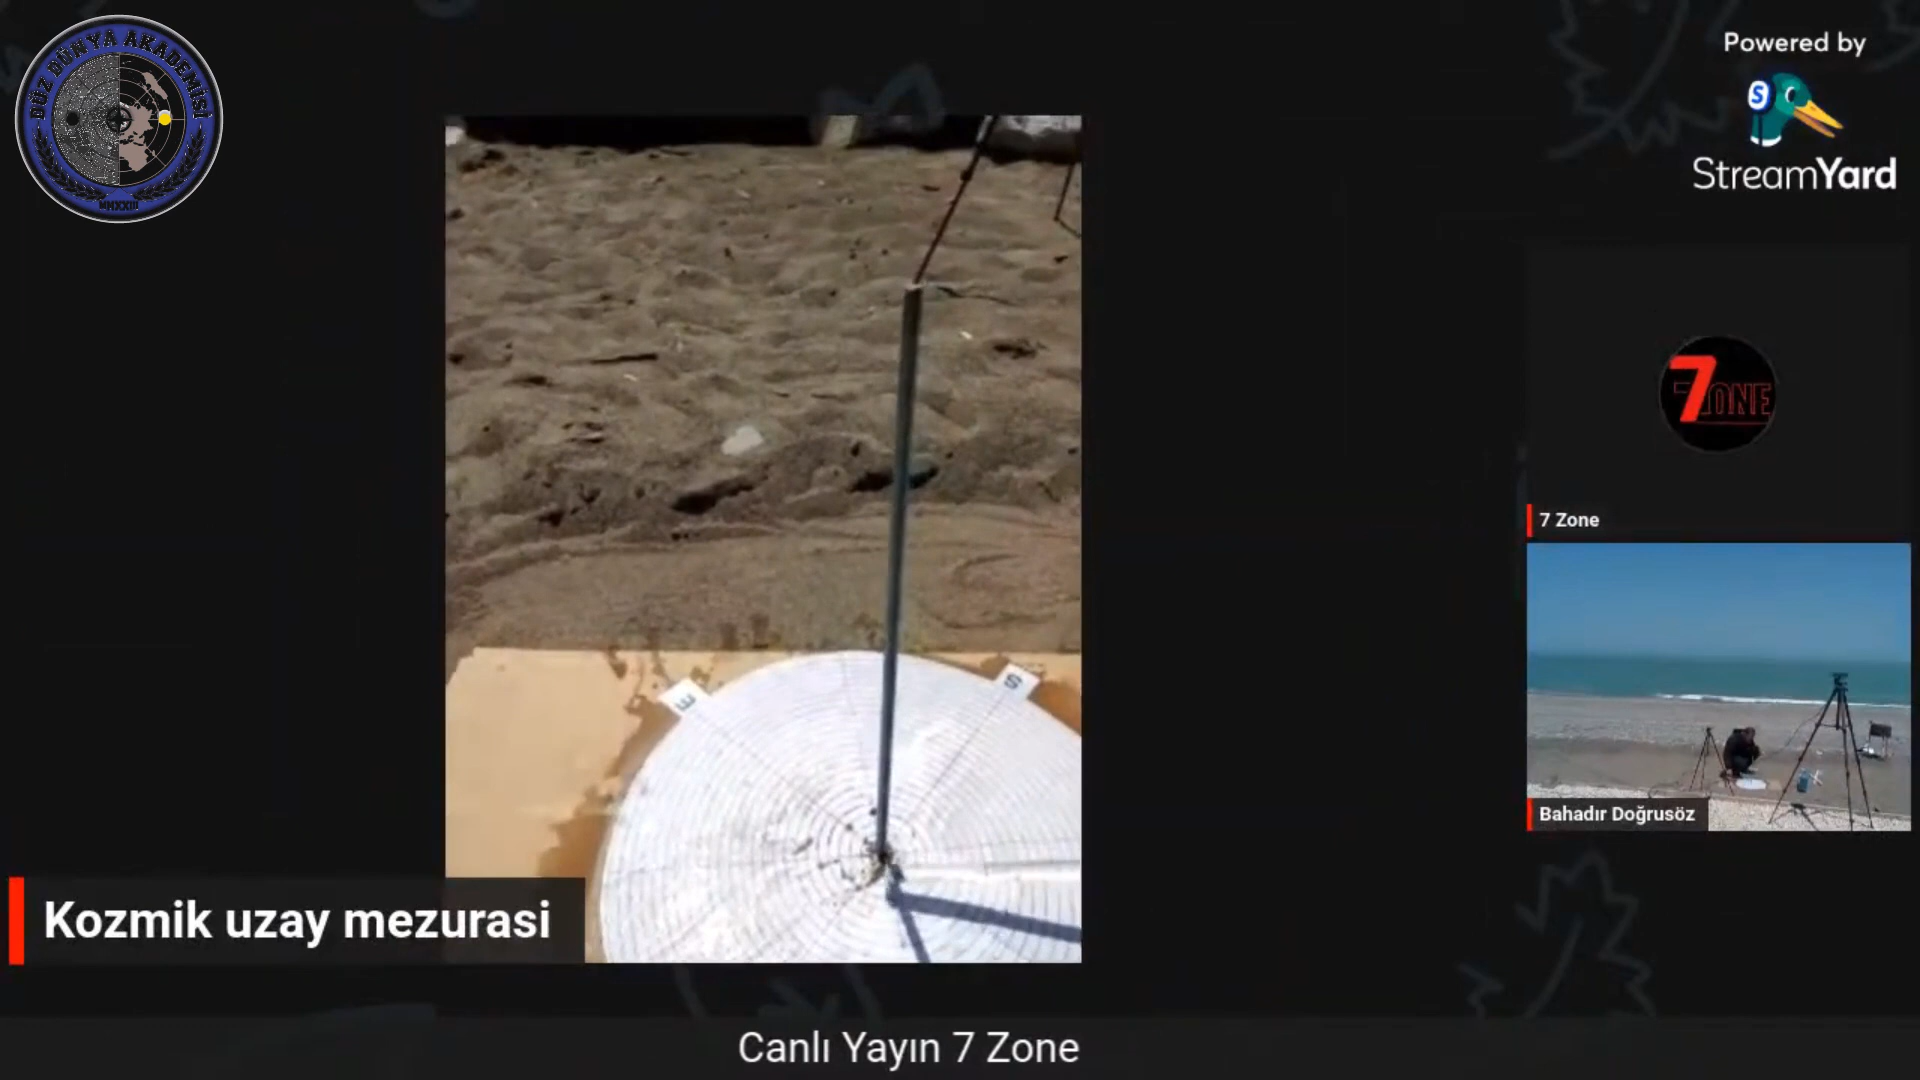 DÜZ DÜNYA AKADEMİSİ
MMXXIII
Powered by
S
StreamYard
7
ZONE
7 Zone
E
S
Bahadır Doğrusöz
Kozmik uzay mezurasi
Canlı Yayın 7 Zone